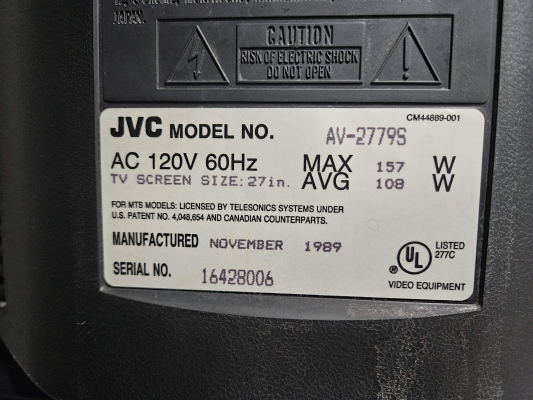 JAPAN.
CAUTION
RISK OF ELECTRIC SHOCK
DO NOT OPEN
CM44889-001
JVC MODEL NO. AV-2779S
AC 120V 60Hz MAX 157 W
TV SCREEN SIZE:27in. AVG 108 W
FOR MTS MODELS: LICENSED BY TELESONICS SYSTEMS UNDER
U.S. PATENT NO. 4,048,654 AND CANADIAN COUNTERPARTS.
MANUFACTURED NOVEMBER 1989
SERIAL NO. 16428006
UL ® LISTED
277C
VIDEO EQUIPMENT